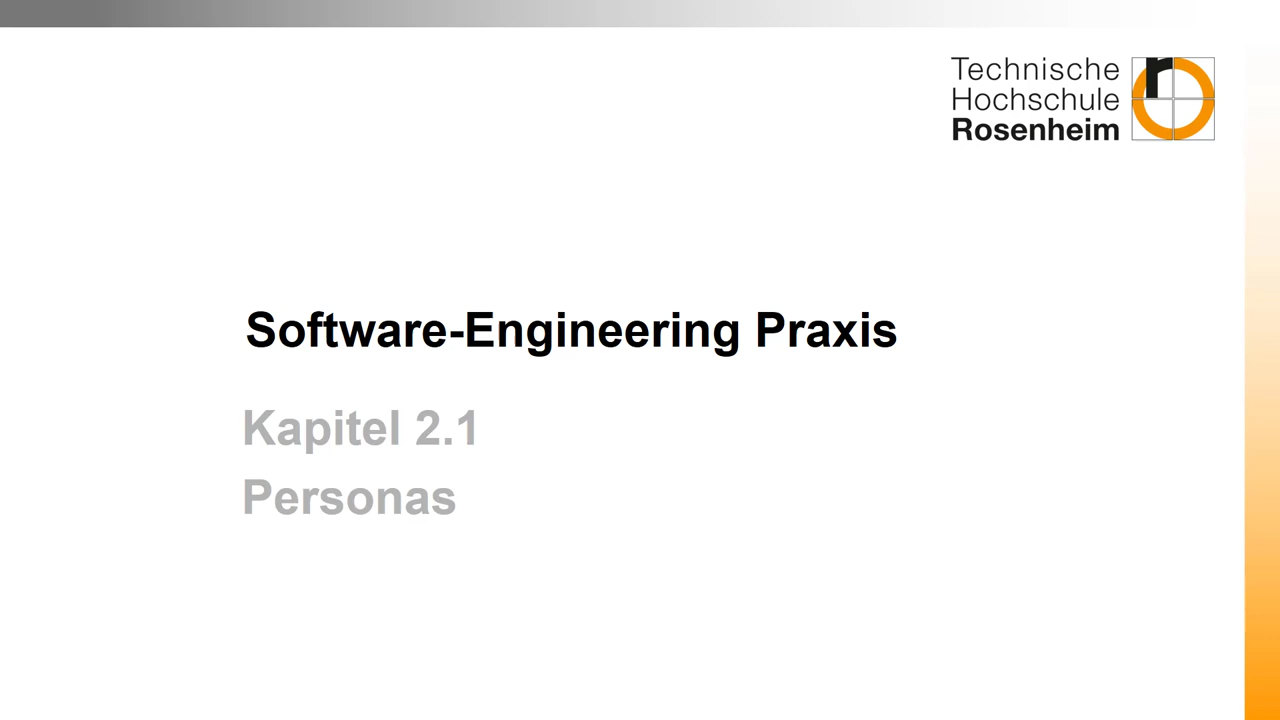 Technische
Hochschule
Rosenheim
Software-Engineering Praxis
Kapitel 2.1
Personas